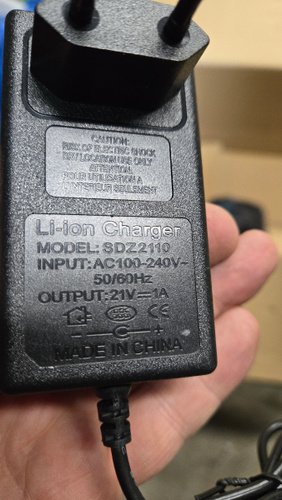 CAUTION:
RISK OF ELECTRIC SHOCK
DRY LOCATION USE ONLY
ATTENTION:
POUR UTILISATION A
L'INTERIEUR SEULEMENT
Li-ion Charger
MODEL: SDZ2110
INPUT: AC100-240V~
50/60Hz
OUTPUT: 21V⎓1A
CE
- +
MADE IN CHINA